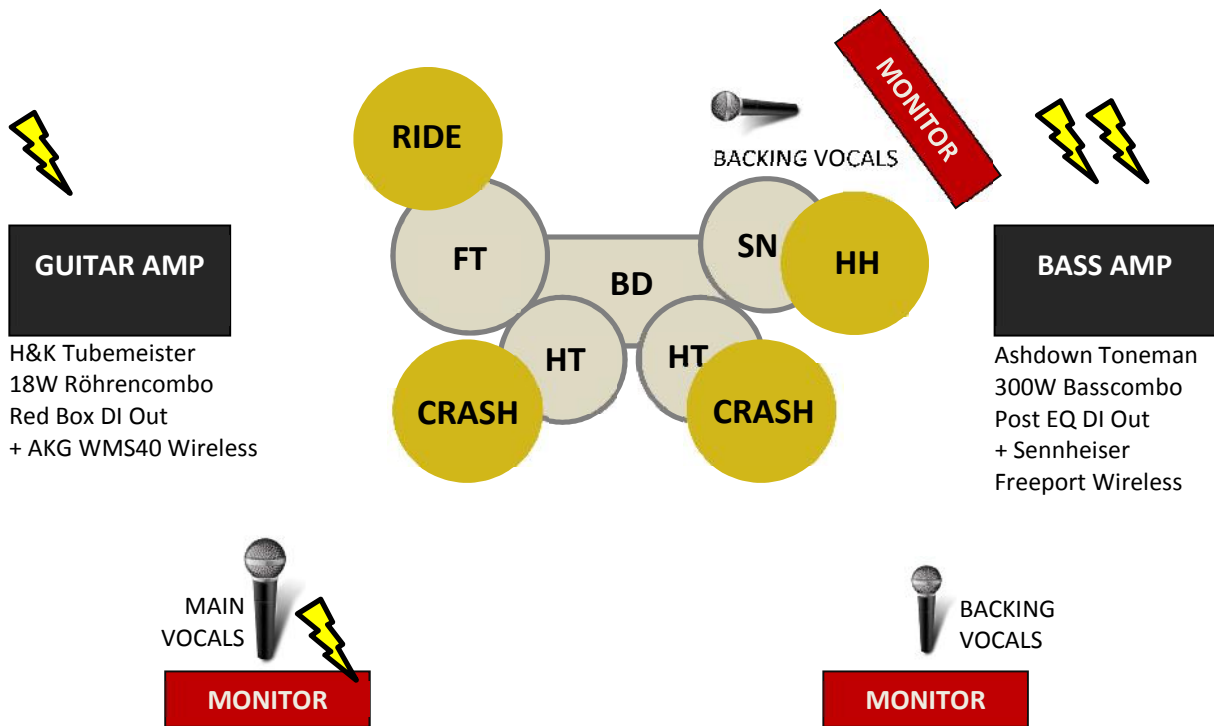 MONITOR
RIDE
BACKING VOCALS
GUITAR AMP
FT
BD
SN
HH
BASS AMP
H&K Tubemeister
18W Röhrencombo
Red Box DI Out
+ AKG WMS40 Wireless
HT
HT
CRASH
CRASH
Ashdown Toneman
300W Basscombo
Post EQ DI Out
+ Sennheiser
Freeport Wireless
MAIN
VOCALS
BACKING
VOCALS
MONITOR
MONITOR